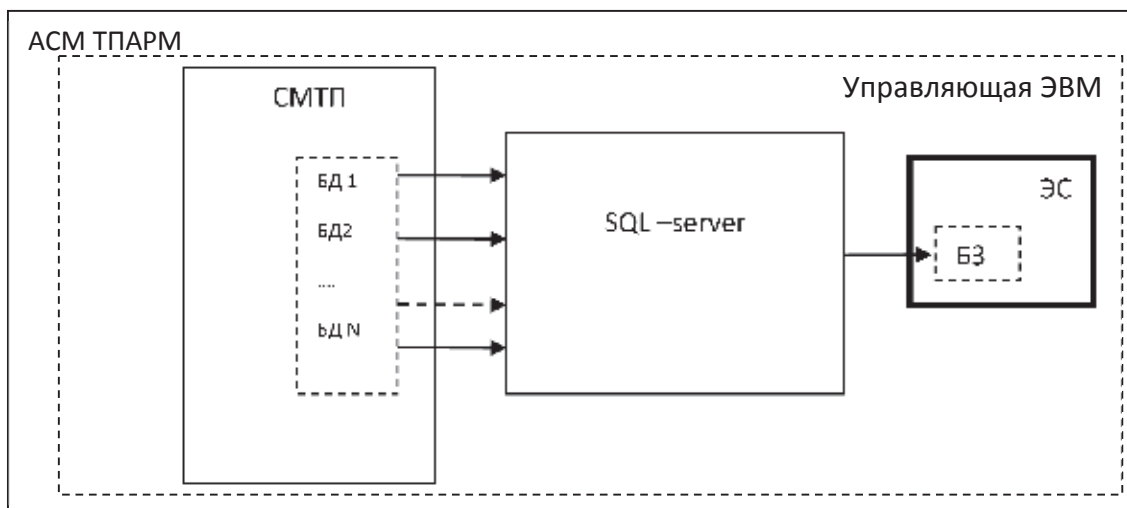 АСМ ТПАРМ
Управляющая ЭВМ
СМТП
БД 1
БД2
....
БД N
SQL –server
ЭС
БЗ